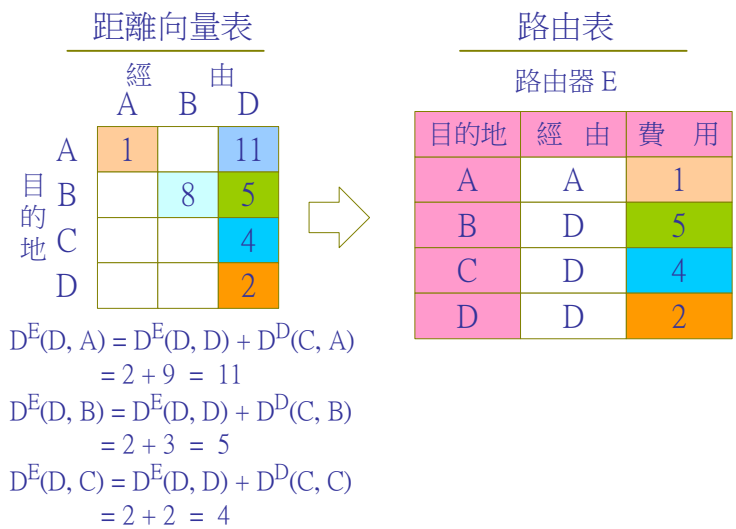 距離向量表
經 由
A B D
A 1 11
B 8 5
C 4
D 2
目的地
D^E(D, A) = D^E(D, D) + D^D(C, A)
= 2 + 9 = 11
D^E(D, B) = D^E(D, D) + D^D(C, B)
= 2 + 3 = 5
D^E(D, C) = D^E(D, D) + D^D(C, C)
= 2 + 2 = 4
路由表
路由器 E
目的地 經 由 費 用
A A 1
B D 5
C D 4
D D 2